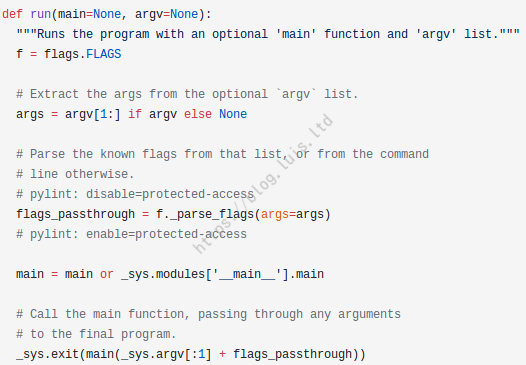 def run(main=None, argv=None):
  """Runs the program with an optional 'main' function and 'argv' list."""
  f = flags.FLAGS

  # Extract the args from the optional `argv` list.
  args = argv[1:] if argv else None

  # Parse the known flags from that list, or from the command
  # line otherwise.
  # pylint: disable=protected-access
  flags_passthrough = f._parse_flags(args=args)
  # pylint: enable=protected-access

  main = main or _sys.modules['__main__'].main

  # Call the main function, passing through any arguments
  # to the final program.
  _sys.exit(main(_sys.argv[:1] + flags_passthrough))
https://blog.luis.ltd